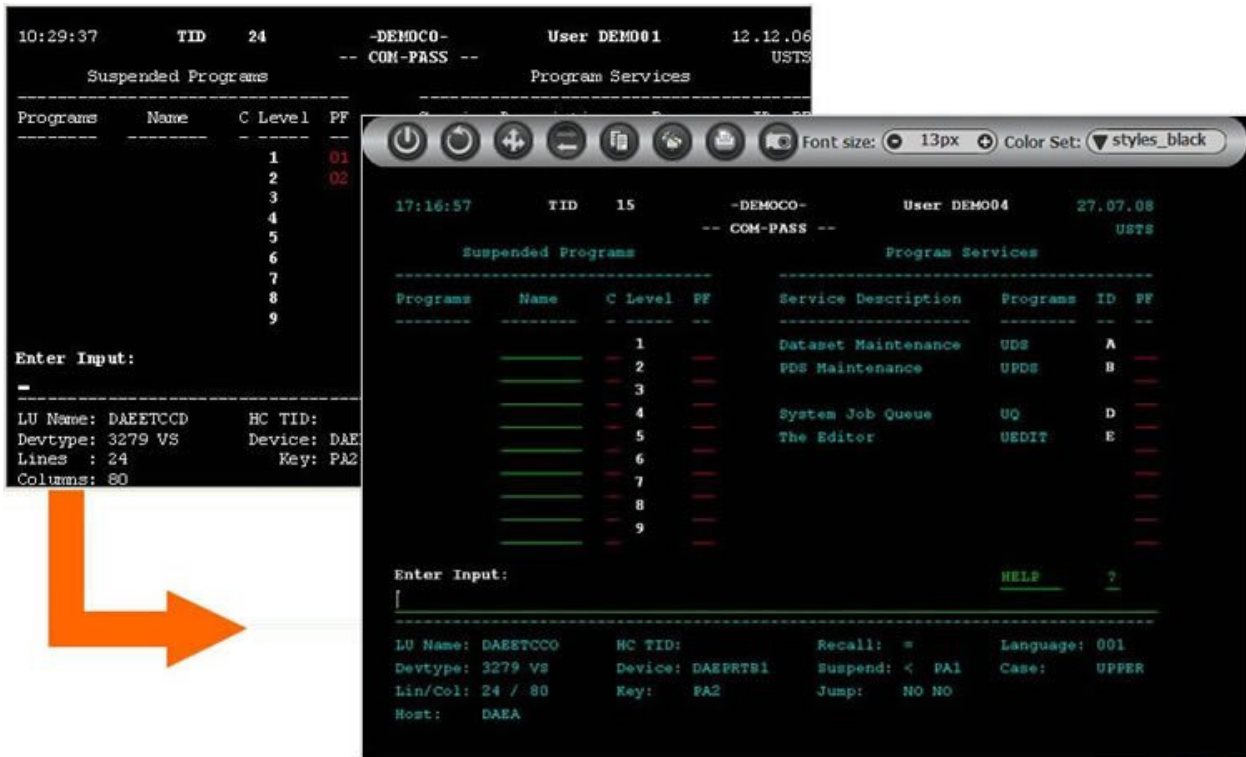 10:29:37 TID 24 -DEMOCO- User DEMO01 12.12.06
-- COM-PASS -- USTS
Suspended Programs Program Services
Programs Name C Level PF
1 01
2 02
3
4
5
6
7
8
9
Enter Input:
LU Name: DAEETCCD HC TID:
Devtype: 3279 VS Device: DAE
Lines : 24 Key: PA2
Columns: 80
Font size: 13px Color Set: styles_black
17:16:57 TID 15 -DEMOCO- User DEMO04 27.07.08
-- COM-PASS -- USTS
Suspended Programs Program Services
Programs Name C Level PF Service Description Programs ID PF
1 Dataset Maintenance UDS A
2 PDS Maintenance UPDS B
3
4 System Job Queue UQ D
5 The Editor UEDIT E
6
7
8
9
Enter Input: HELP ?
LU Name: DAEETCCO HC TID: Recall: = Language: 001
Devtype: 3279 VS Device: DAEPRTB1 Suspend: < PA1 Case: UPPER
Lin/Col: 24 / 80 Key: PA2 Jump: NO NO
Host: DAEA